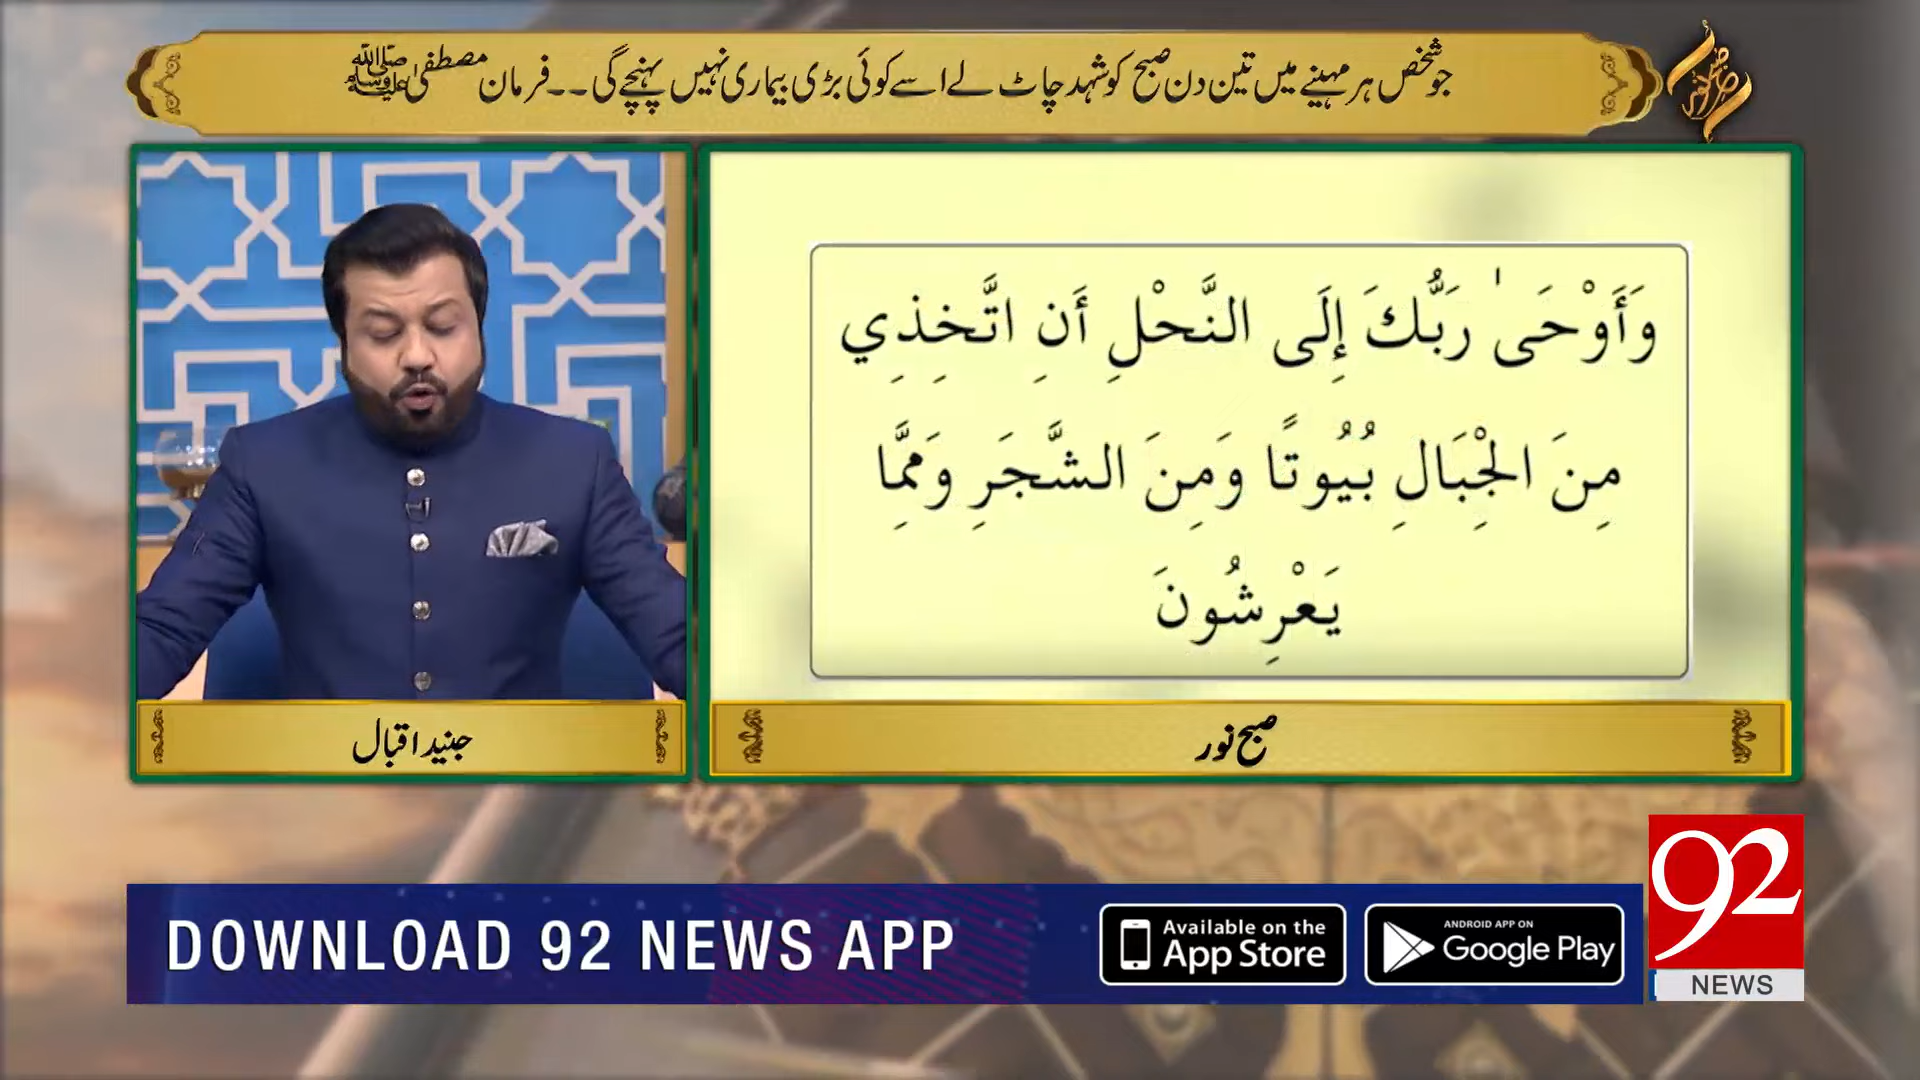 جو شخص ہر مہینے میں تین دن صبح کو شہد چاٹ لے اسے کوئی بڑی بیماری نہیں پہنچے گی۔۔فرمان مصطفیٰ ﷺ
صبح نور
وَأَوْحَىٰ رَبُّكَ إِلَى النَّحْلِ أَنِ اتَّخِذِي
مِنَ الْجِبَالِ بُيُوتًا وَمِنَ الشَّجَرِ وَمِمَّا
يَعْرِشُونَ
جنید اقبال
صبح نور
DOWNLOAD 92 NEWS APP
Available on the
App Store
ANDROID APP ON
Google Play
92
NEWS